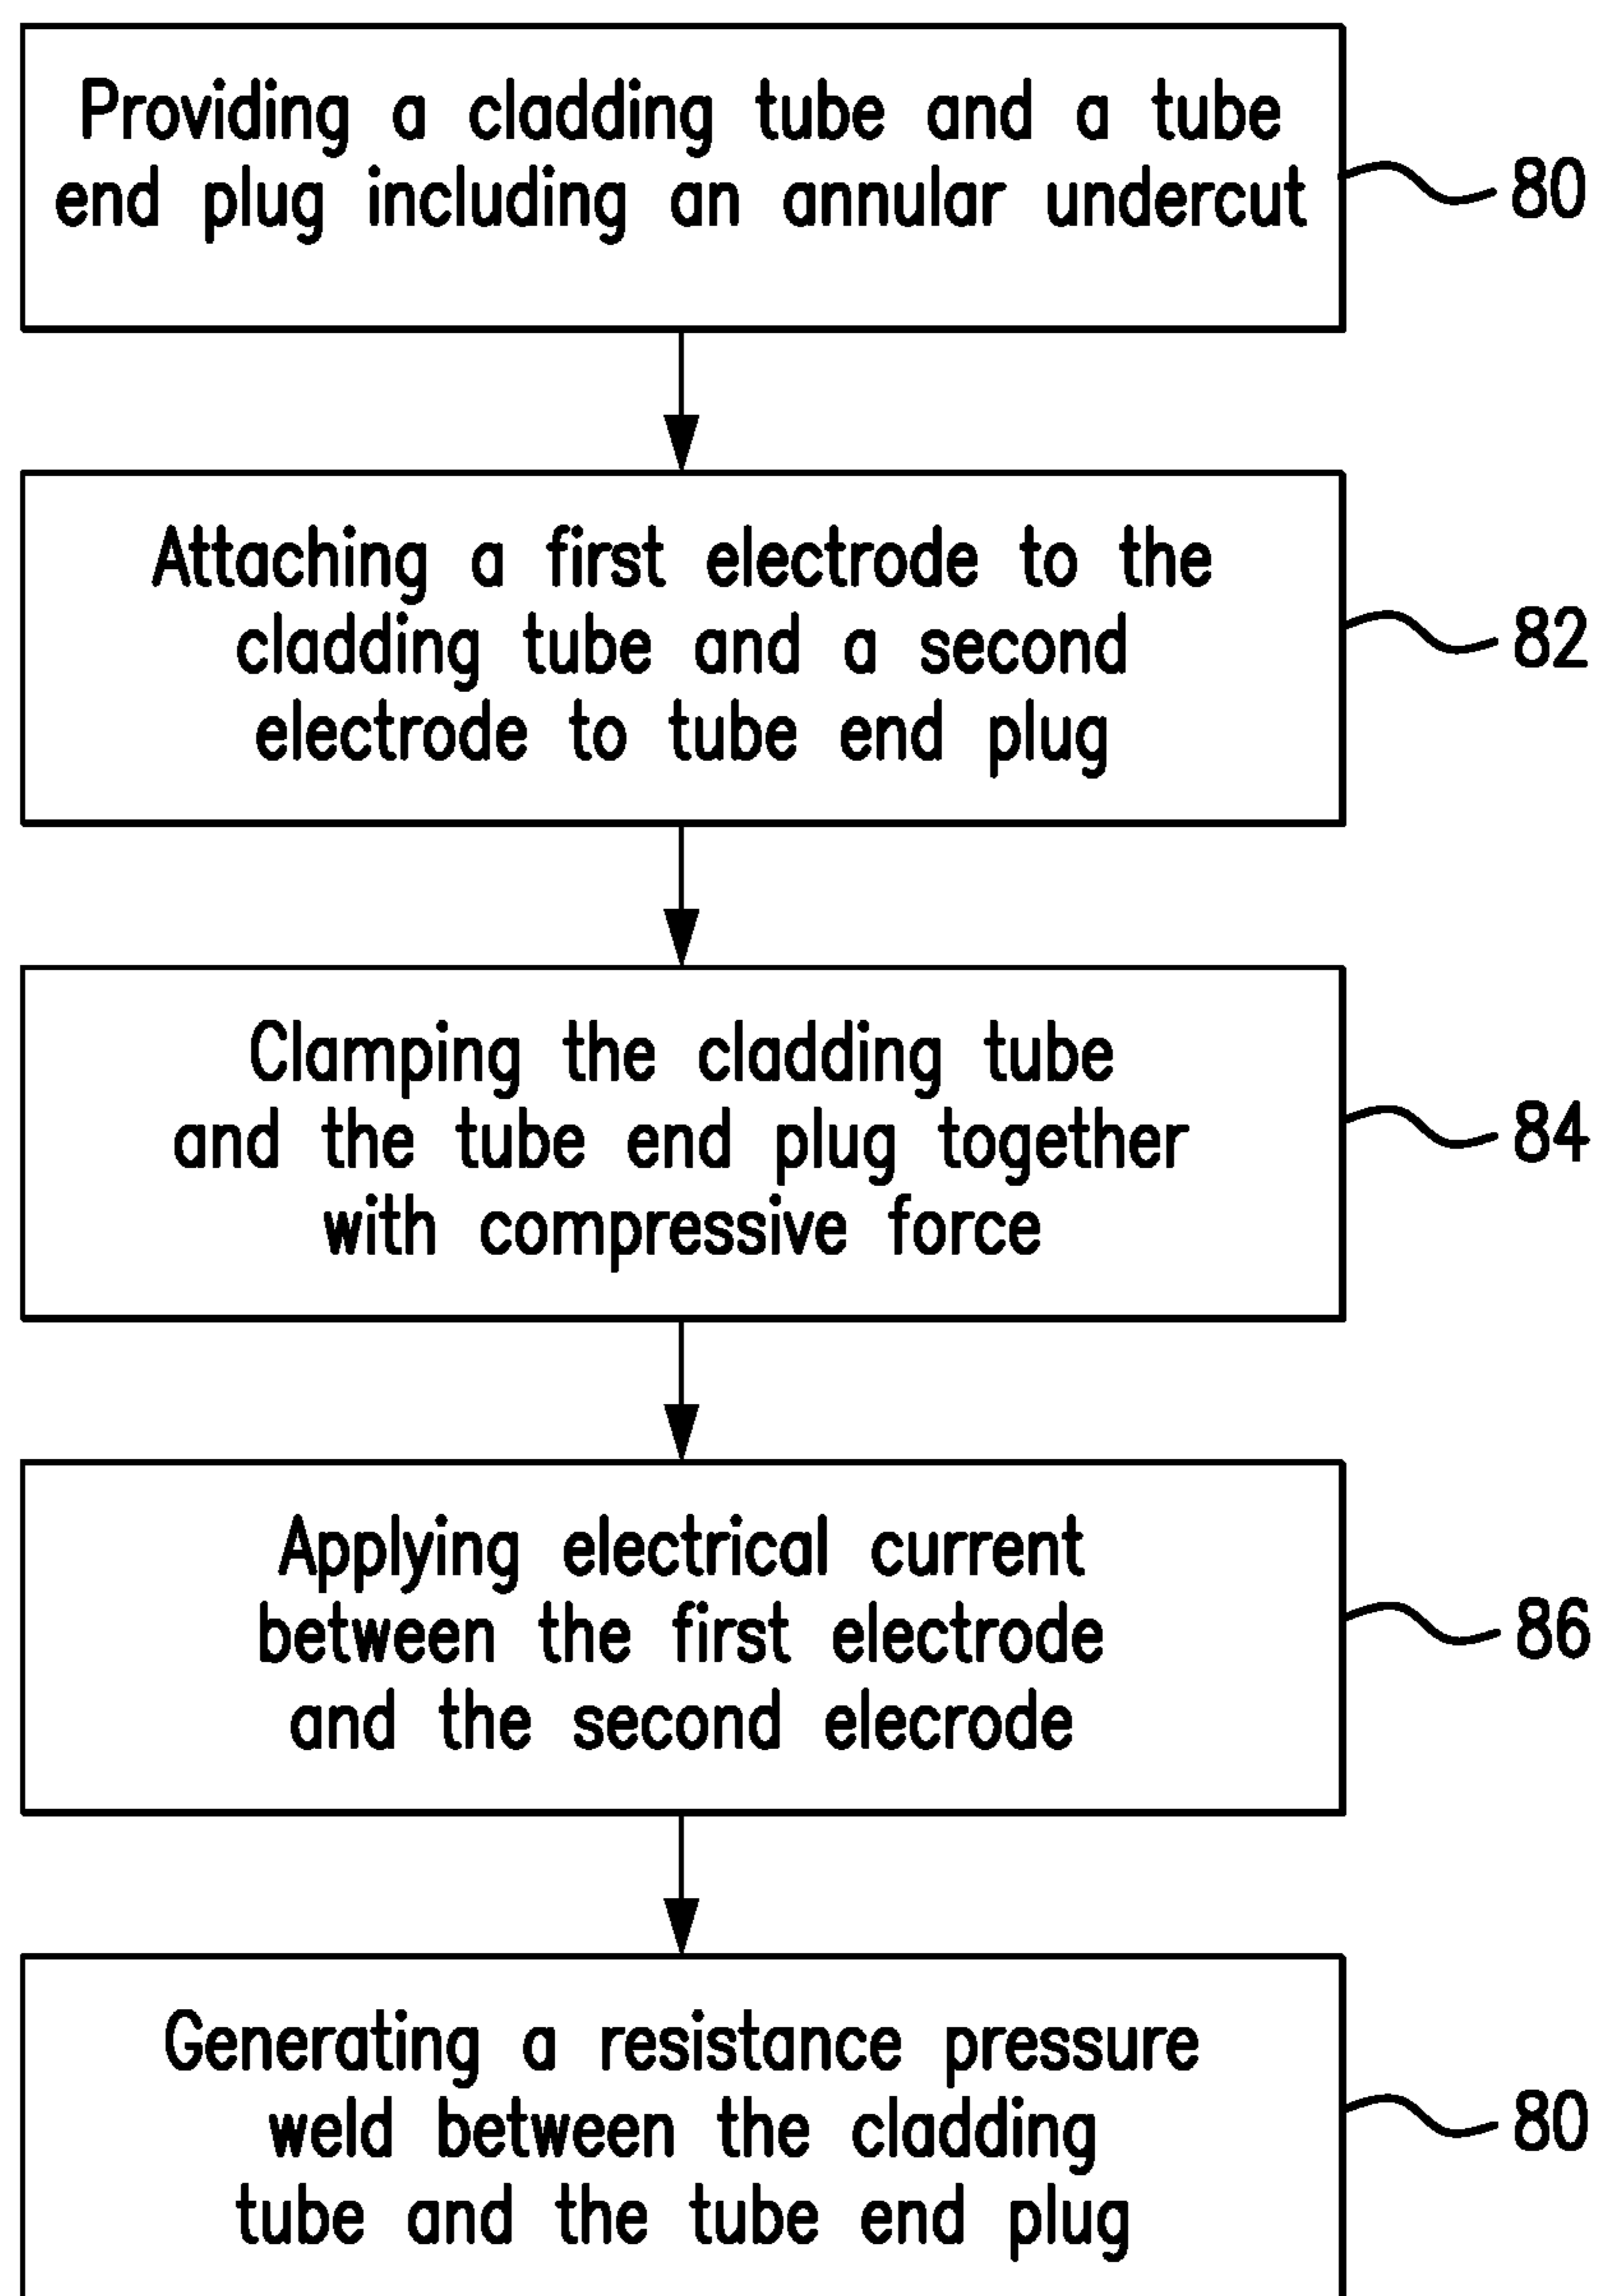 Providing a cladding tube and a tube
end plug including an annular undercut
80
Attaching a first electrode to the
cladding tube and a second
electrode to tube end plug
82
Clamping the cladding tube
and the tube end plug together
with compressive force
84
Applying electrical current
between the first electrode
and the second elecrode
86
Generating a resistance pressure
weld between the cladding
tube and the tube end plug
80